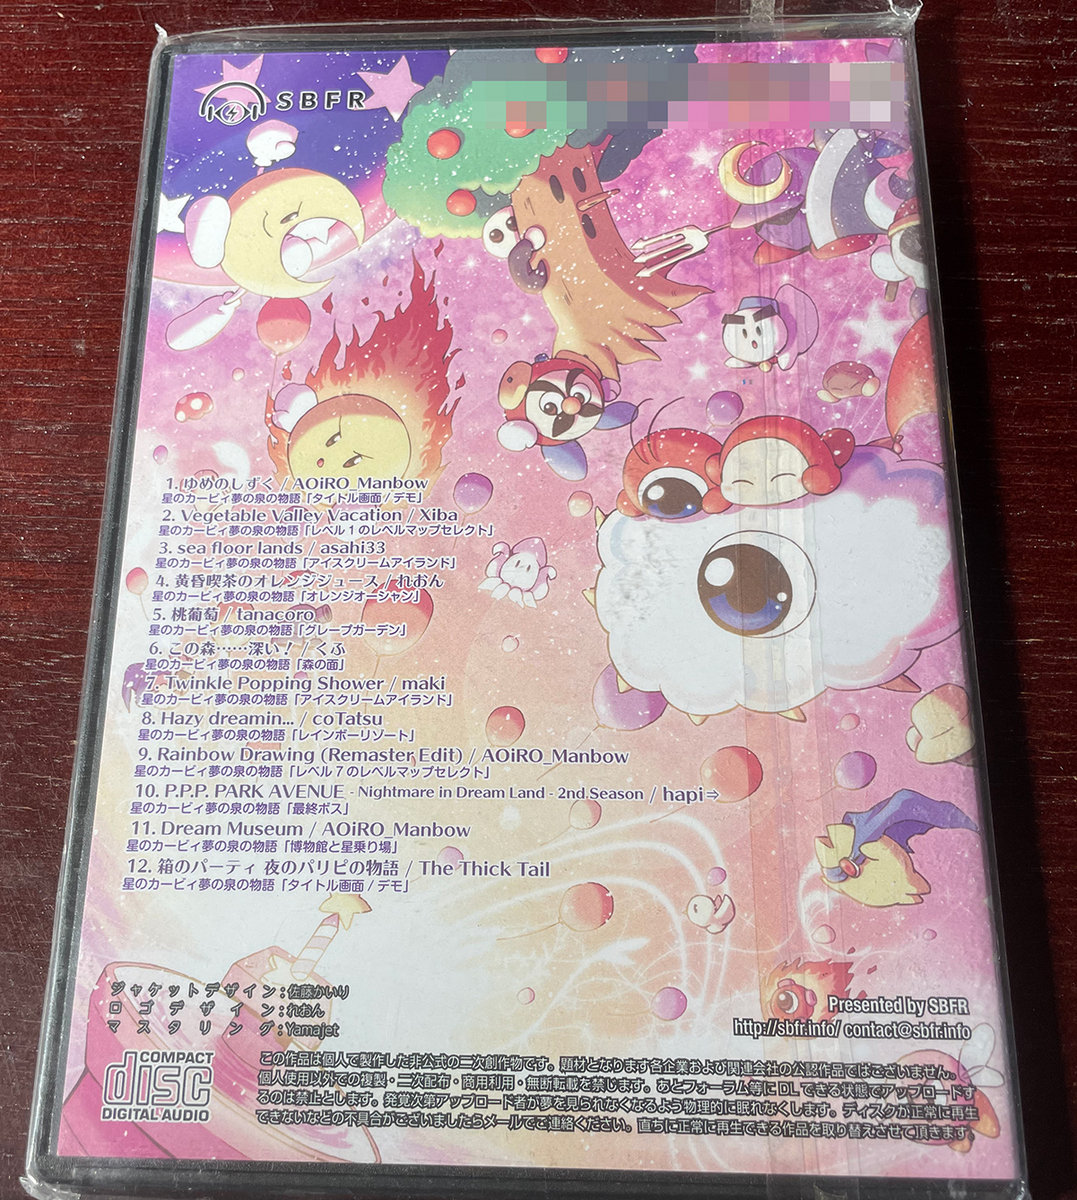 SBFR
1. ゆめのしずく / AOiRO_Manbow
星のカービィ夢の泉の物語「タイトル画面 / デモ」
2. Vegetable Valley Vacation / Xiba
星のカービィ夢の泉の物語「レベル１のレベルマップセレクト」
3. sea floor lands / asahi33
星のカービィ夢の泉の物語「アイスクリームアイランド」
4. 黄昏喫茶のオレンジジュース / れおん
星のカービィ夢の泉の物語「オレンジオーシャン」
5. 桃葡萄 / tanacoro
星のカービィ夢の泉の物語「グレープガーデン」
6. この森……深い！ / くふ
星のカービィ夢の泉の物語「森の面」
7. Twinkle Popping Shower / maki
星のカービィ夢の泉の物語「アイスクリームアイランド」
8. Hazy dreamin... / coTatsu
星のカービィ夢の泉の物語「レインボーリゾート」
9. Rainbow Drawing (Remaster Edit) / AOiRO_Manbow
星のカービィ夢の泉の物語「レベル７のレベルマップセレクト」
10. P.P.P. PARK AVENUE - Nightmare in Dream Land - 2nd Season / hapi⇒
星のカービィ夢の泉の物語「最終ボス」
11. Dream Museum / AOiRO_Manbow
星のカービィ夢の泉の物語「博物館と星乗り場」
12. 箱のパーティ 夜のパリピの物語 / The Thick Tail
星のカービィ夢の泉の物語「タイトル画面 / デモ」
ジャケットデザイン : 佐藤かいり
ロゴデザイン : れおん
マスタリング : Yamajet
Presented by SBFR
http://sbfr.info/ contact@sbfr.info
COMPACT
disc
DIGITAL AUDIO
この作品は個人で製作した非公式の二次創作物です。題材となります各企業および関連会社の公認作品ではございません。
個人使用以外での複製・二次配布・商用利用・無断転載を禁じます。あとフォーラム等にDLできる状態でアップロードす
るのは禁止とします。発覚次第アップロード者が夢を見られなくなるよう物理的に眠れなくします。ディスクが正常に再生
できないなどの不具合がございましたらメールでご連絡ください。直ちに正常に再生できる作品を取り替えさせて頂きます。